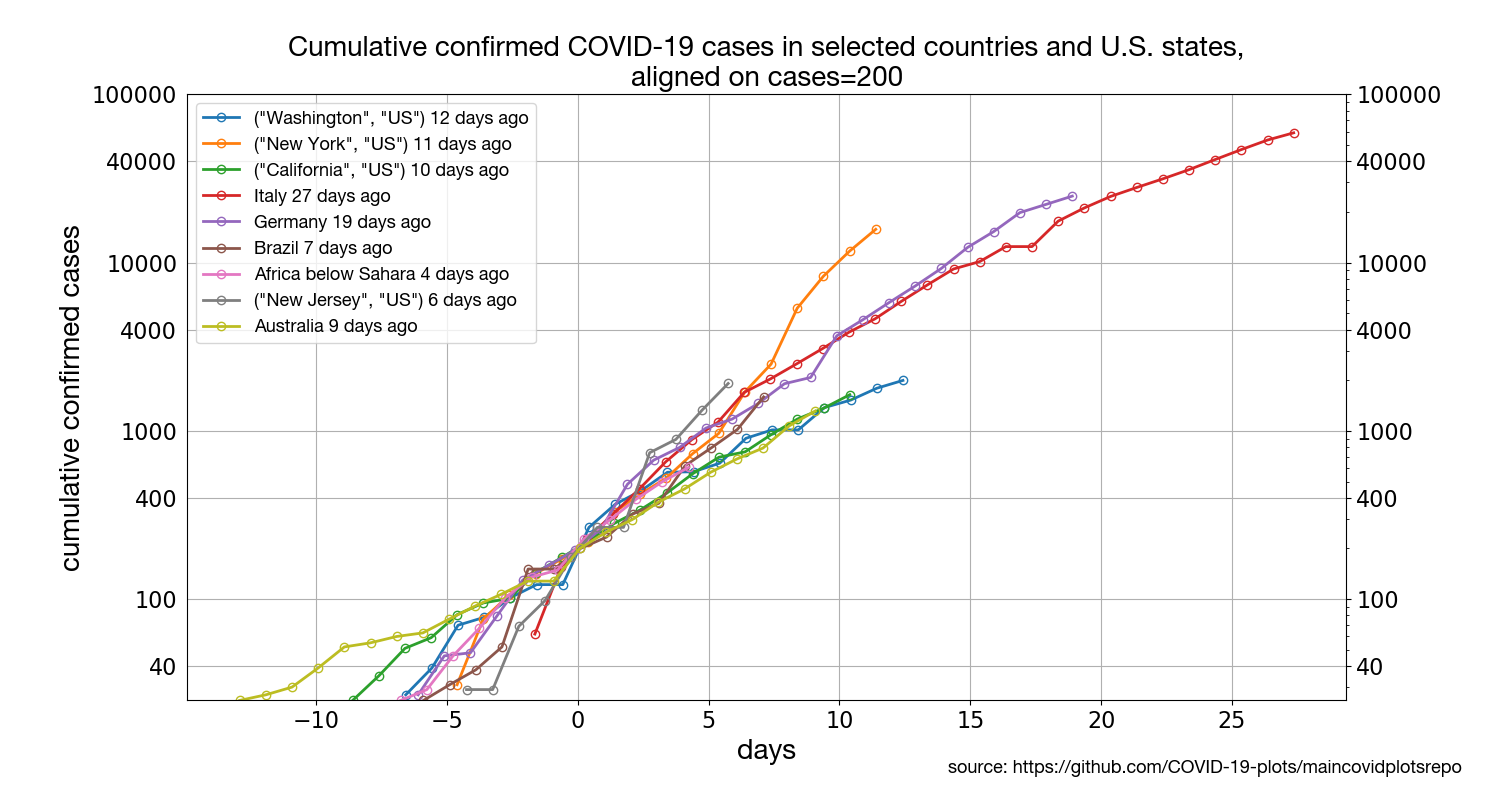 Cumulative confirmed COVID-19 cases in selected countries and U.S. states,
aligned on cases=200
100000
40000
10000
4000
1000
400
100
40
cumulative confirmed cases
("Washington", "US") 12 days ago
("New York", "US") 11 days ago
("California", "US") 10 days ago
Italy 27 days ago
Germany 19 days ago
Brazil 7 days ago
Africa below Sahara 4 days ago
("New Jersey", "US") 6 days ago
Australia 9 days ago
100000
40000
10000
4000
1000
400
100
40
−10 −5 0 5 10 15 20 25
days
source: https://github.com/COVID-19-plots/maincovidplotsrepo